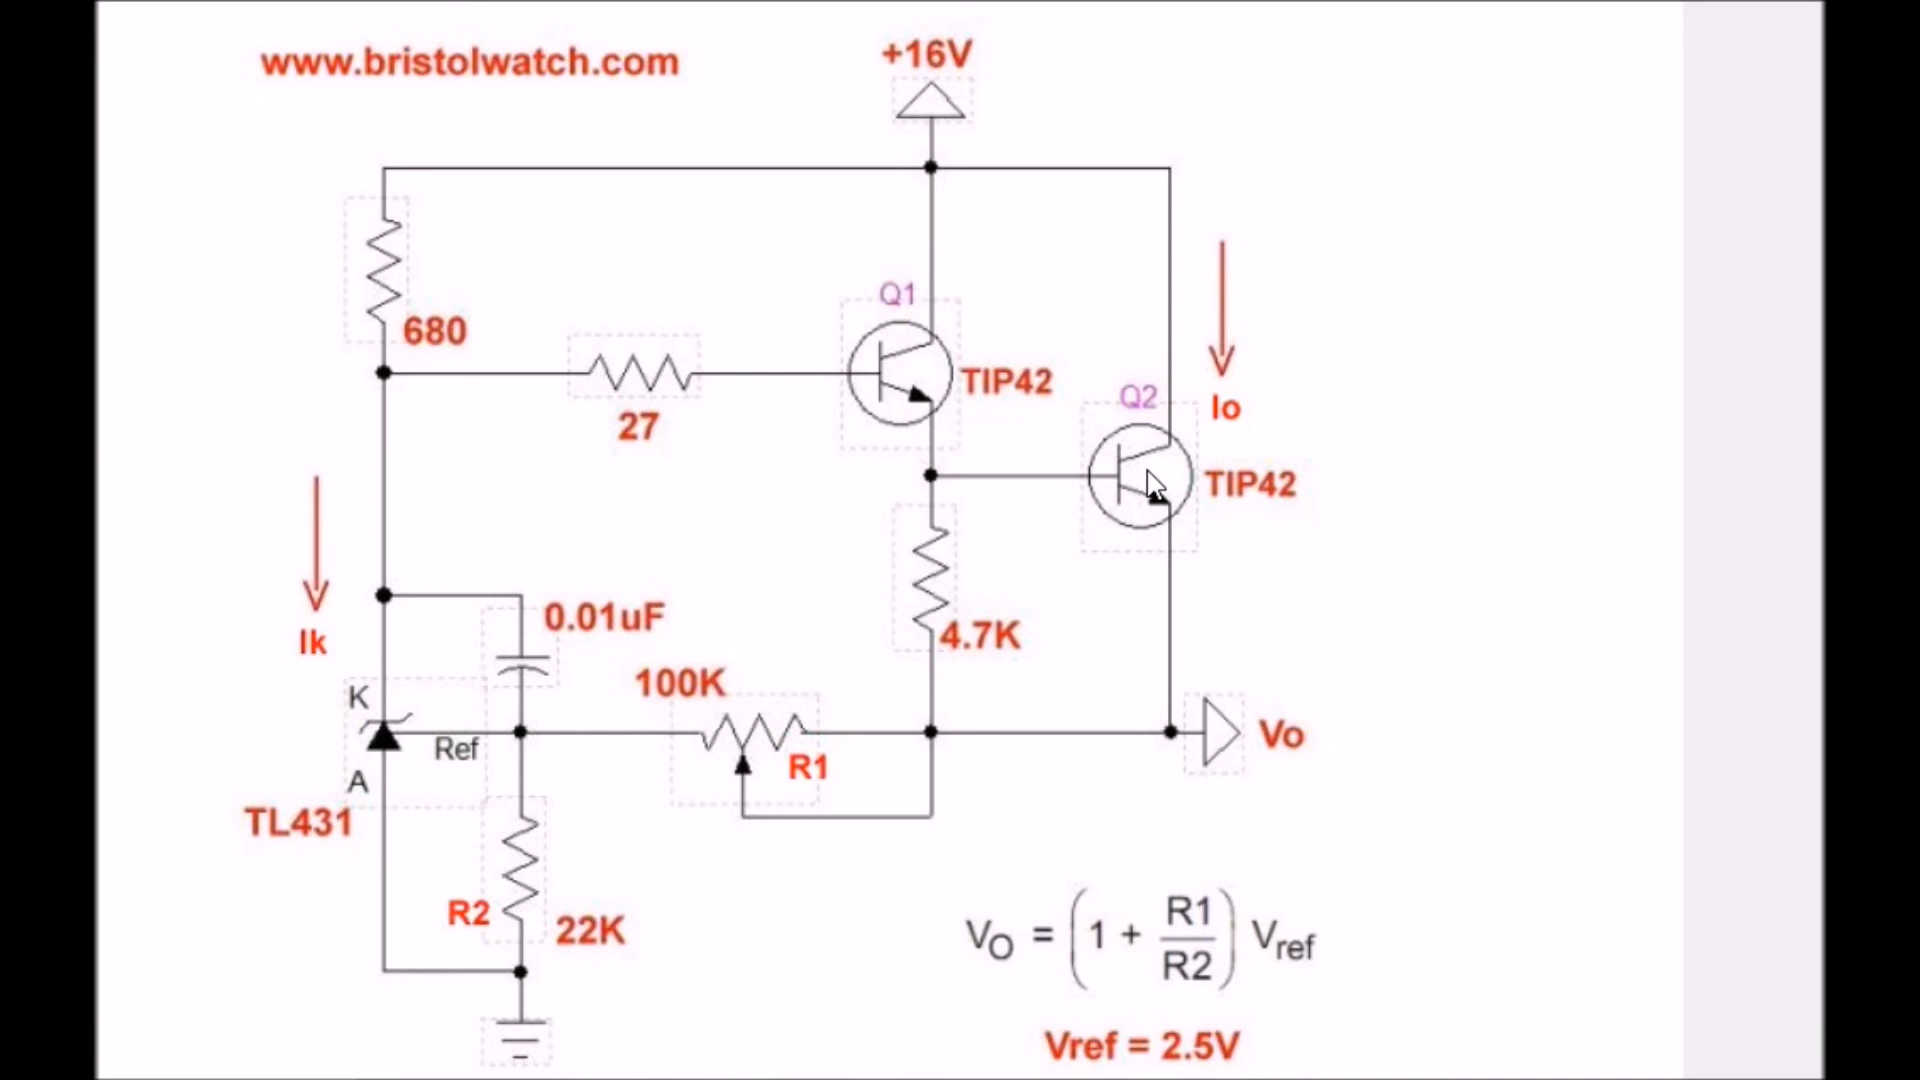 www.bristolwatch.com
+16V
680
27
Q1
TIP42
Q2
Io
TIP42
Ik
0.01uF
100K
4.7K
K
Ref
A
R1
Vo
TL431
R2
22K
VO = (1 + R1/R2) Vref
Vref = 2.5V